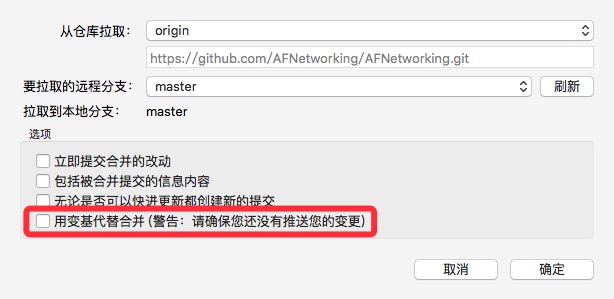 从仓库拉取： origin
https://github.com/AFNetworking/AFNetworking.git
要拉取的远程分支： master 刷新
拉取到本地分支： master
选项
立即提交合并的改动
包括被合并提交的信息内容
无论是否可以快进更新都创建新的提交
用变基代替合并 (警告：请确保您还没有推送您的变更)
取消 确定